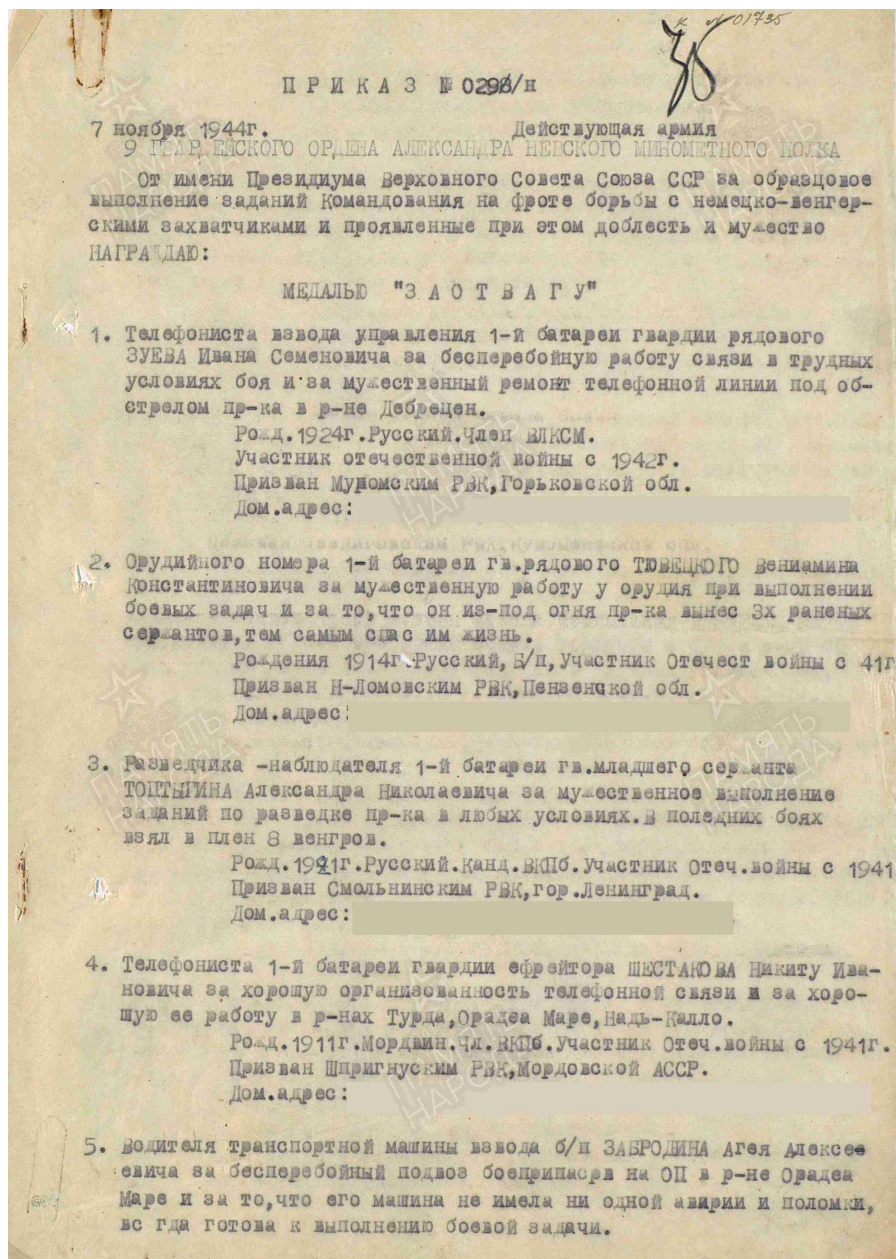 к № 01735
36
П Р И К А З № 0298/н
7 ноября 1944г. Действующая армия
9 ГВАРДЕЙСКОГО ОРДЕНА АЛЕКСАНДРА НЕВСКОГО МИНОМЕТНОГО ПОЛКА
От имени Президиума Верховного Совета Союза ССР за образцовое
выполнение заданий Командования на фроте борьбы с немецко-венгер-
скими захватчиками и проявленные при этом доблесть и мужество
НАГРАЖДАЮ:
МЕДАЛЬЮ "З А О Т В А Г У"
1. Телефониста взвода управления 1-й батареи гвардии рядового
ЗУЕВА Ивана Семеновича за бесперебойную работу связи в трудных
условиях боя и за мужественный ремонт телефонной линии под об-
стрелом пр-ка в р-не Дебрецен.
Рожд.1924г.Русский.Член ВЛКСМ.
Участник отечественной войны с 1942г.
Призван Муромским РВК,Горьковской обл.
Дом.адрес:
2. Орудийного номера 1-й батареи гв.рядового ТЮВЕЦКОГО Вениамина
Константиновича за мужественную работу у орудия при выполнении
боевых задач и за то,что он из-под огня пр-ка вынес 3х раненых
сержантов,тем самым спас им жизнь.
Рождения 1914г.Русский,Б/п,Участник Отечест войны с 41г
Призван Н-Ломовским РВК,Пензенской обл.
Дом.адрес:
3. Разведчика -наблюдателя 1-й батареи гв.младшего сержанта
ТОПТЫГИНА Александра Николаевича за мужественное выполнение
заданий по разведке пр-ка в любых условиях.В поледних боях
взял в плен 8 венгров.
Рожд.1921г.Русский.Канд.ВКПб.Участник Отеч.войны с 1941
Призван Смольнинским РВК,гор.Ленинград.
Дом.адрес:
4. Телефониста 1-й батареи гвардии ефрейтора ШЕСТАКОВА Никиту Ива-
новича за хорошую организованность телефонной связи и за хоро-
шую ее работу в р-нах Турда,Орадеа Маре,Надь-Калло.
Рожд.1911г.Мордвин.Чл.ВКПб.Участник Отеч.войны с 1941г.
Призван Шпригнуским РВК,Мордовской АССР.
Дом.адрес:
5. Водителя транспортной машины взвода б/п ЗАБРОДИНА Агея Алексее
евича за бесперебойный подвоз боеприпасрв на ОП в р-не Орадеа
Маре и за то,что его машина не имела ни одной авирии и поломки,
вс гда готова к выполнению боевой задачи.